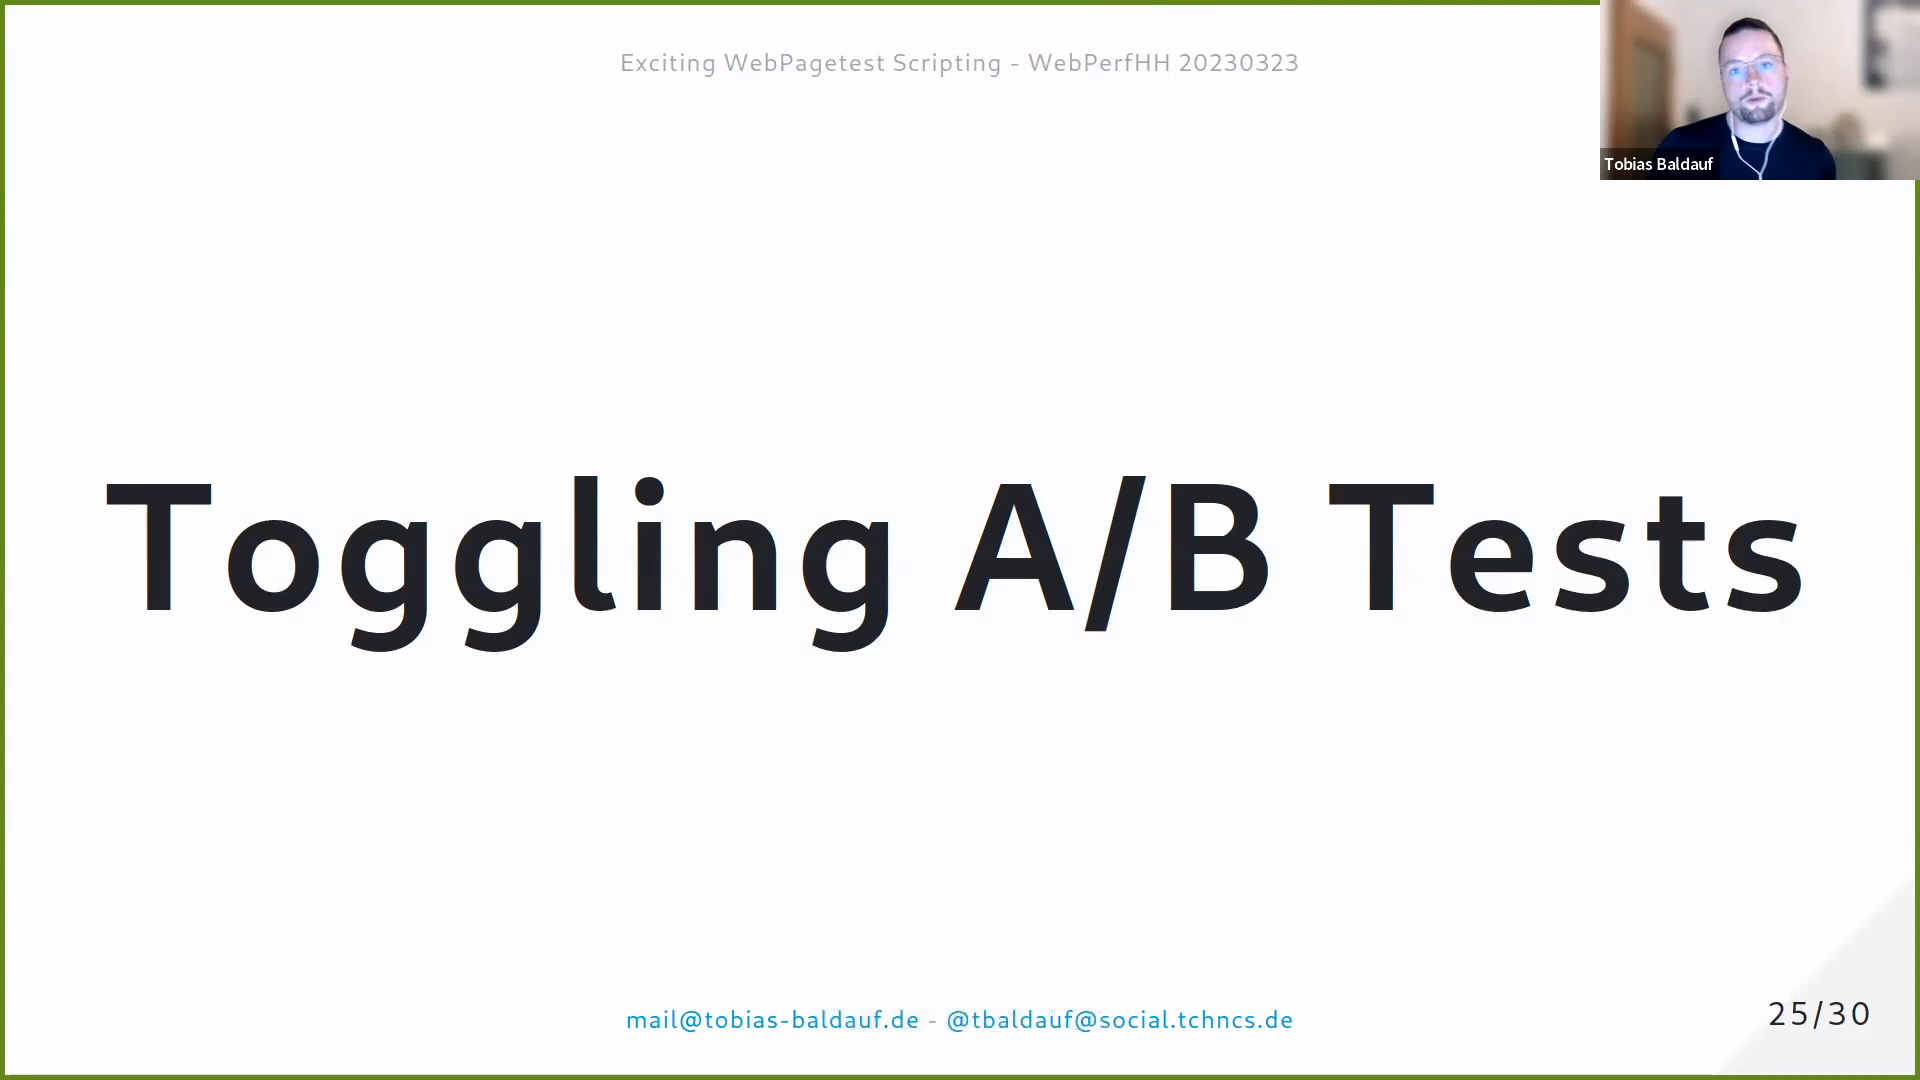 Exciting WebPagetest Scripting - WebPerfHH 20230323
Tobias Baldauf
Toggling A/B Tests
mail@tobias-baldauf.de - @tbaldauf@social.tchncs.de
25/30